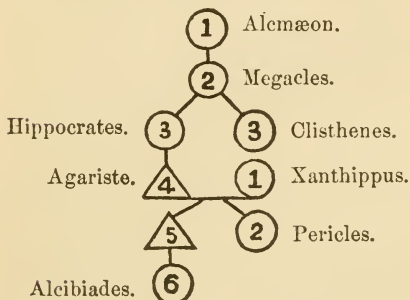 1 Alcmæon.
2 Megacles.
Hippocrates. 3 3 Clisthenes.
Agariste. 4 1 Xanthippus.
5 2 Pericles.
Alcibiades. 6